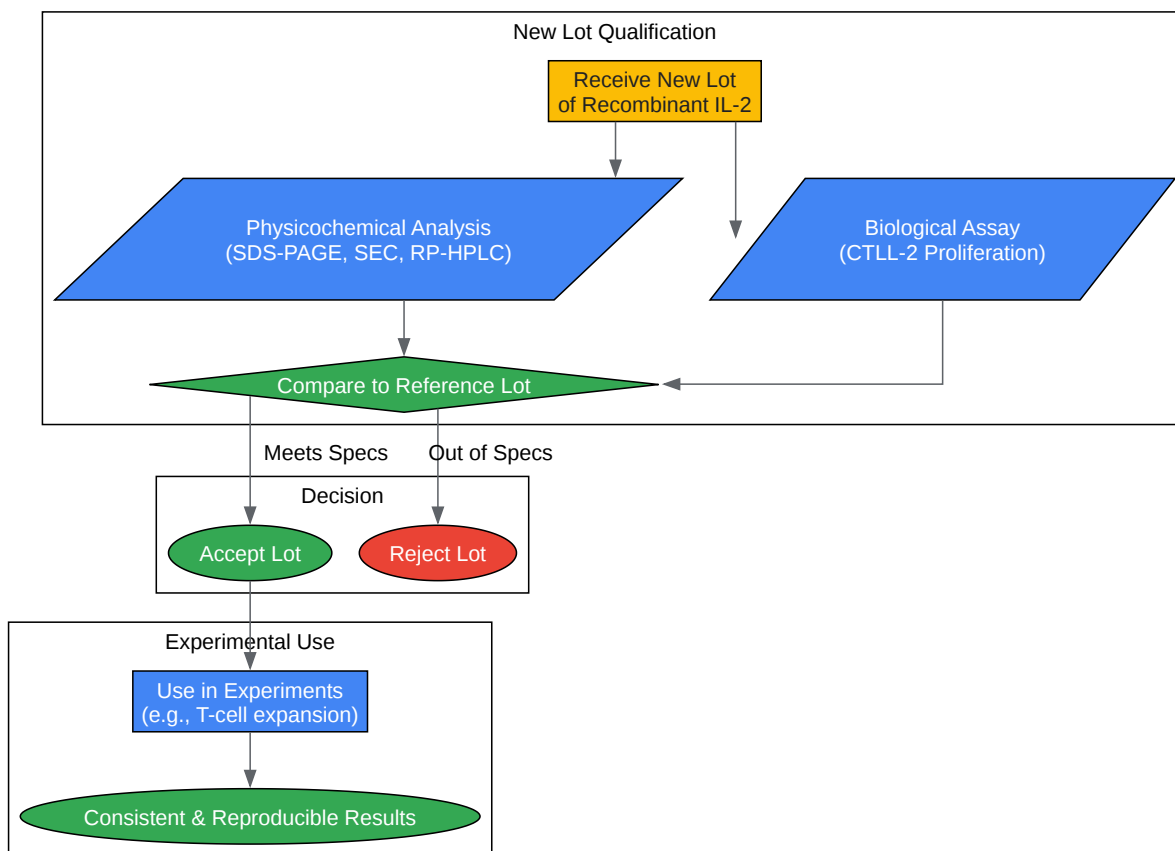 New Lot Qualification
Receive New Lot
of Recombinant IL-2
Physicochemical Analysis
(SDS-PAGE, SEC, RP-HPLC)
Biological Assay
(CTLL-2 Proliferation)
Compare to Reference Lot
Meets Specs
Out of Specs
Decision
Accept Lot
Reject Lot
Experimental Use
Use in Experiments
(e.g., T-cell expansion)
Consistent & Reproducible Results